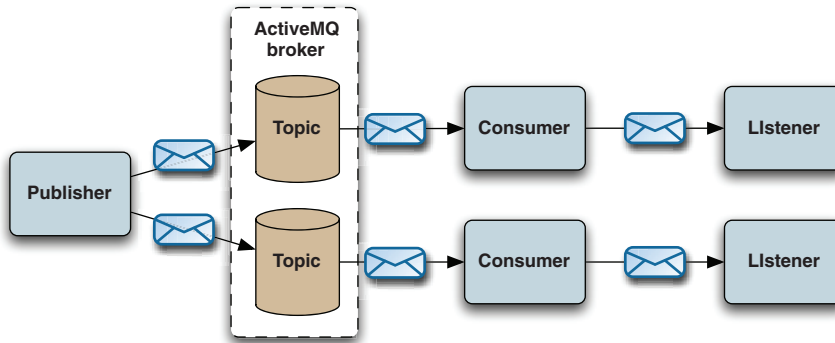 ActiveMQ
broker
Topic
Consumer
LIstener
Publisher
Topic
Consumer
LIstener